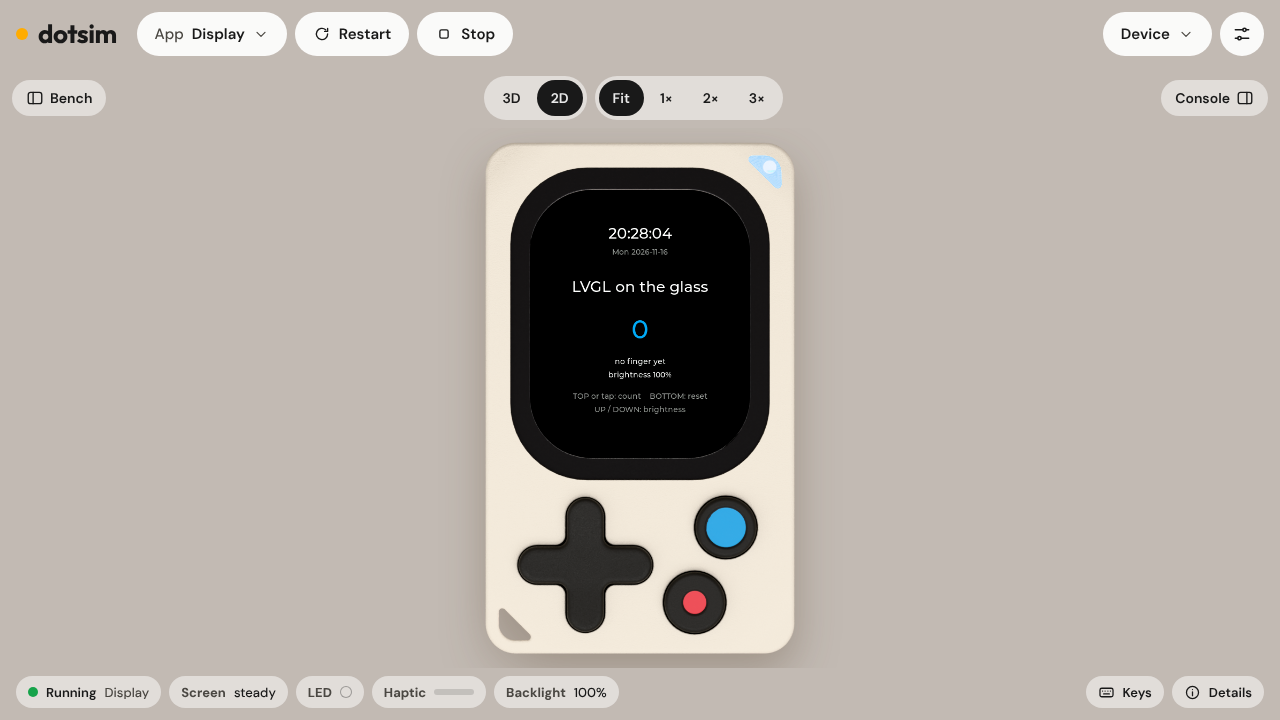 dotsim
App Display
Restart
Stop
Device
Bench
3D 2D Fit 1× 2× 3×
Console
20:28:04
Mon 2026-11-16
LVGL on the glass
0
no finger yet
brightness 100%
TOP or tap: count BOTTOM: reset
UP / DOWN: brightness
Running Display
Screen steady
LED
Haptic
Backlight 100%
Keys
Details